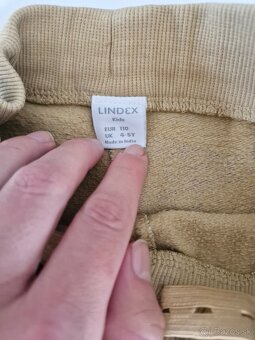 LINDEX
Kids
EUR 110
UK 4-5Y
Made in India